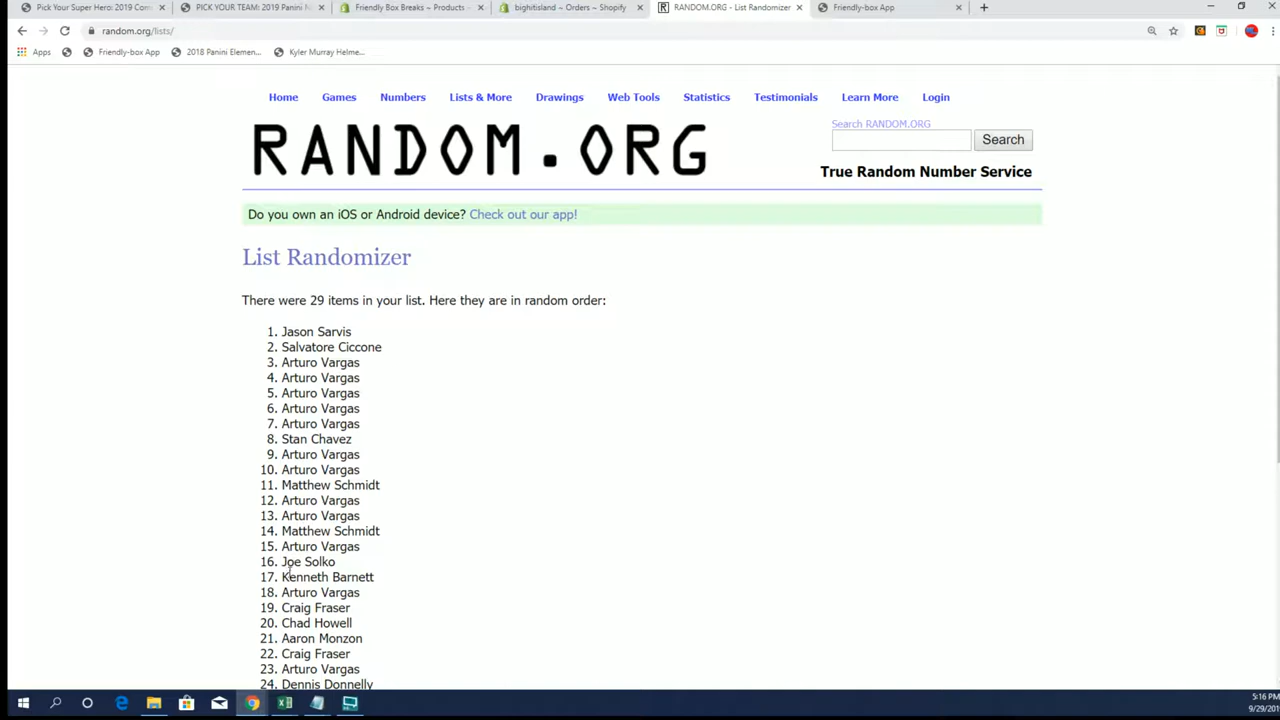 Pick Your Super Hero: 2019 Com
PICK YOUR TEAM! 2019 Panini N
Friendly Box Breaks ~ Products ~
bighitisland ~ Orders ~ Shopify
RANDOM.ORG - List Randomizer
Friendly-box App
random.org/lists/
Apps
Friendly-box App
2018 Panini Elemen...
Kyler Murray Helme...
Home
Games
Numbers
Lists & More
Drawings
Web Tools
Statistics
Testimonials
Learn More
Login
RANDOM.ORG
Search RANDOM.ORG
Search
True Random Number Service
Do you own an iOS or Android device? Check out our app!
List Randomizer
There were 29 items in your list. Here they are in random order:
1. Jason Sarvis
2. Salvatore Ciccone
3. Arturo Vargas
4. Arturo Vargas
5. Arturo Vargas
6. Arturo Vargas
7. Arturo Vargas
8. Stan Chavez
9. Arturo Vargas
10. Arturo Vargas
11. Matthew Schmidt
12. Arturo Vargas
13. Arturo Vargas
14. Matthew Schmidt
15. Arturo Vargas
16. Joe Solko
17. Kenneth Barnett
18. Arturo Vargas
19. Craig Fraser
20. Chad Howell
21. Aaron Monzon
22. Craig Fraser
23. Arturo Vargas
24. Dennis Donnelly
5:16 PM
9/29/20